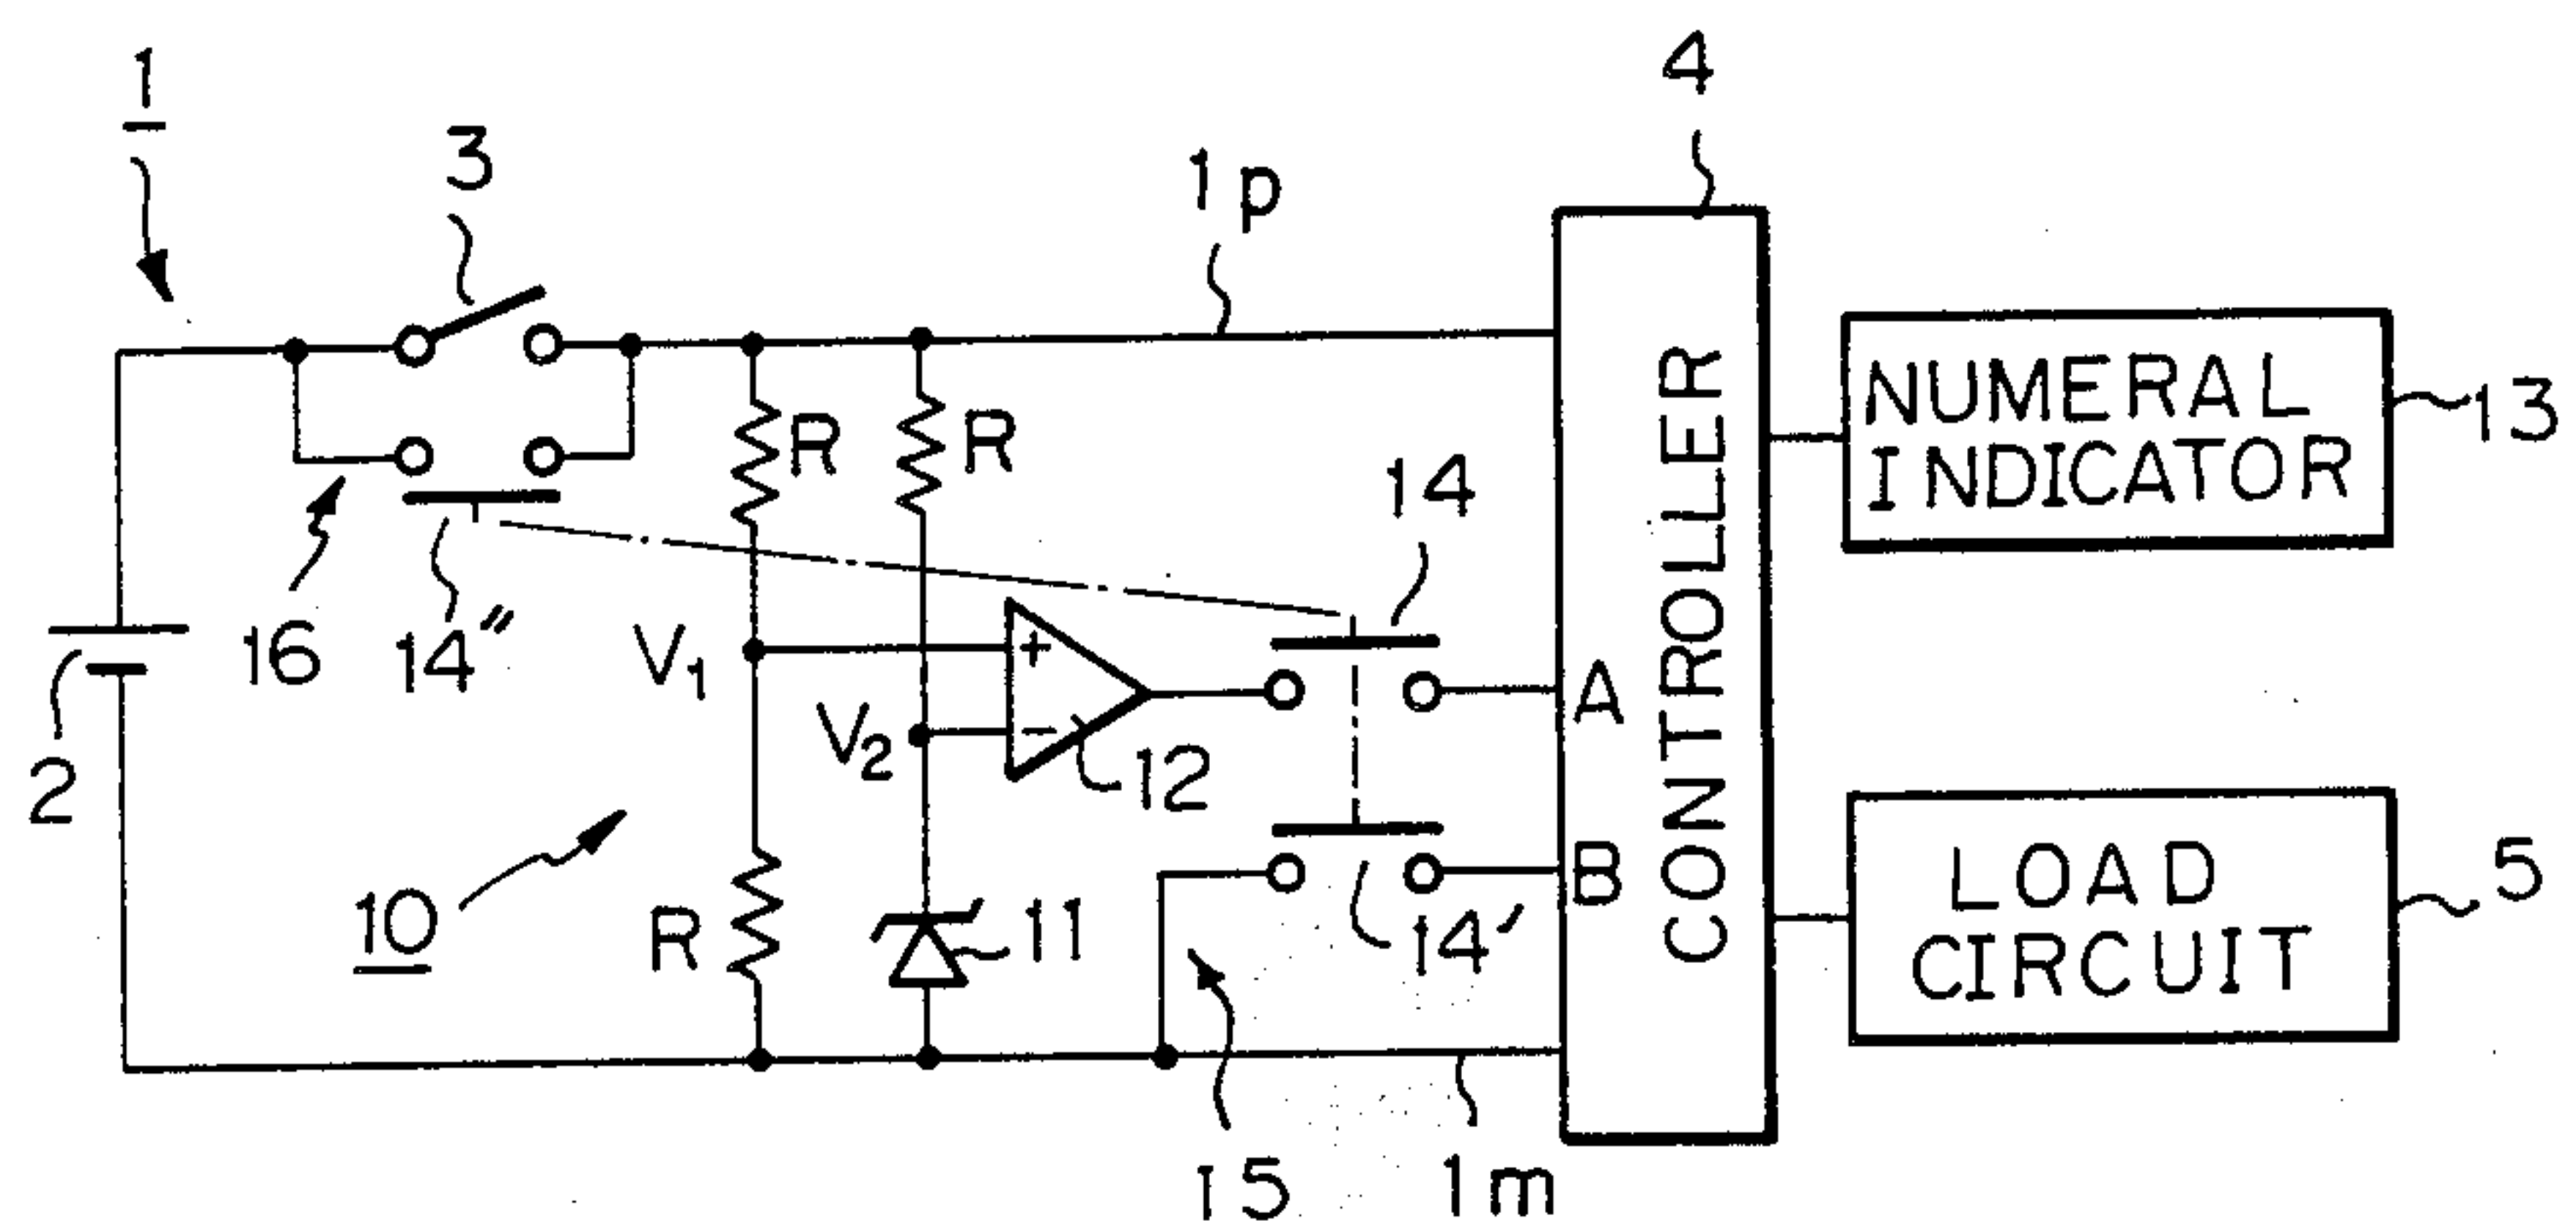 1
3
1p
4
R
R
NUMERAL
INDICATOR
13
14
16
14"
V1
+
A
V2
−
12
2
CONTROLLER
B
LOAD
CIRCUIT
5
10
R
11
14'
15
1m